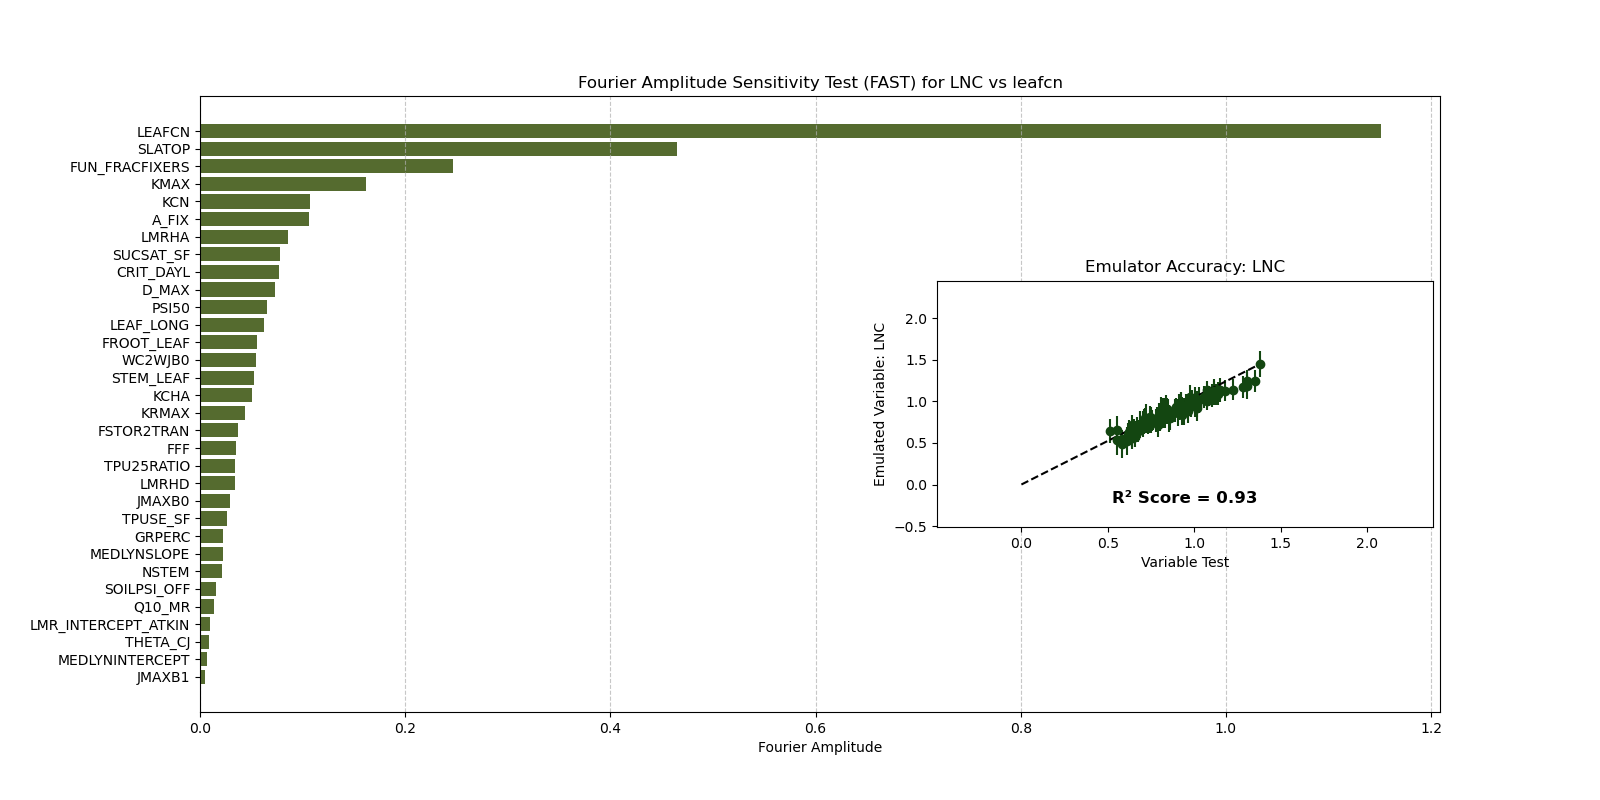 Fourier Amplitude Sensitivity Test (FAST) for LNC vs leafcn
LEAFCN
SLATOP
FUN_FRACFIXERS
KMAX
KCN
A_FIX
LMRHA
SUCSAT_SF
CRIT_DAYL
D_MAX
PSI50
LEAF_LONG
FROOT_LEAF
WC2WJB0
STEM_LEAF
KCHA
KRMAX
FSTOR2TRAN
FFF
TPU25RATIO
LMRHD
JMAXB0
TPUSE_SF
GRPERC
MEDLYNSLOPE
NSTEM
SOILPSI_OFF
Q10_MR
LMR_INTERCEPT_ATKIN
THETA_CJ
MEDLYNINTERCEPT
JMAXB1
0.0 0.2 0.4 0.6 0.8 1.0 1.2
Fourier Amplitude
Emulator Accuracy: LNC
Emulated Variable: LNC
2.0
1.5
1.0
0.5
0.0
−0.5
R² Score = 0.93
0.0 0.5 1.0 1.5 2.0
Variable Test